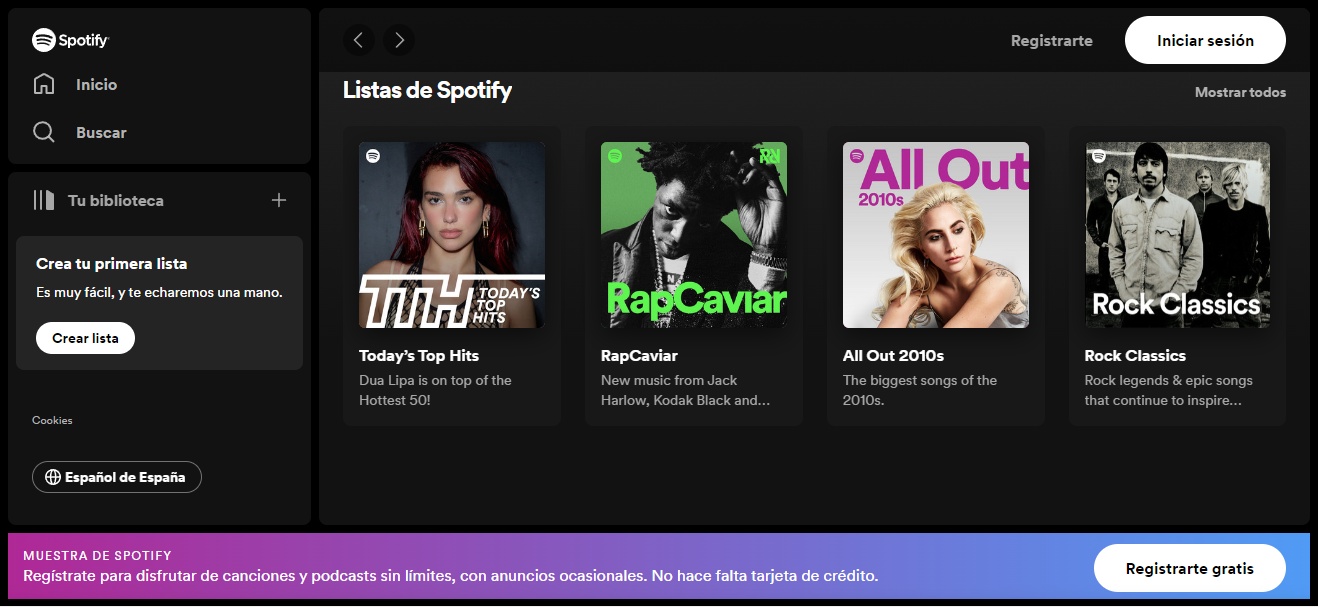 Spotify
Inicio
Buscar
Tu biblioteca
Crea tu primera lista
Es muy fácil, y te echaremos una mano.
Crear lista
Cookies
Español de España
Registrarte
Iniciar sesión
Listas de Spotify
Mostrar todos
TTH TODAY'S
TOP
HITS
Today's Top Hits
Dua Lipa is on top of the
Hottest 50!
RapCaviar
RapCaviar
New music from Jack
Harlow, Kodak Black and...
All Out
2010s
All Out 2010s
The biggest songs of the
2010s.
Rock Classics
Rock Classics
Rock legends & epic songs
that continue to inspire...
MUESTRA DE SPOTIFY
Regístrate para disfrutar de canciones y podcasts sin límites, con anuncios ocasionales. No hace falta tarjeta de crédito.
Registrarte gratis